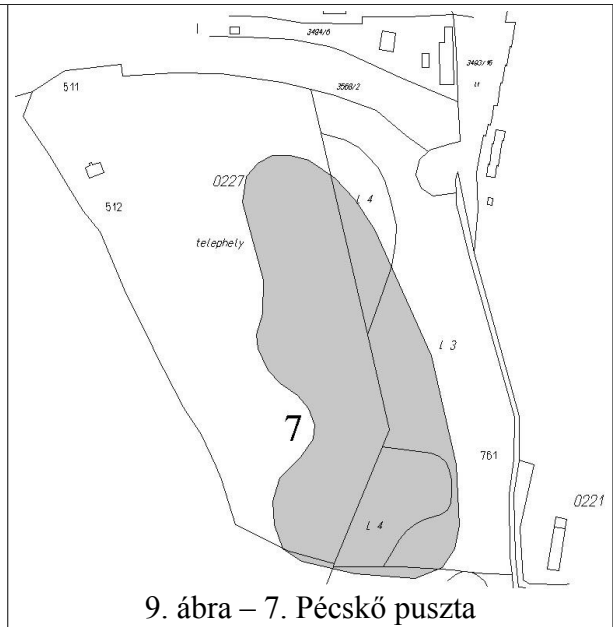 3494/6
3493/16
út
3568/2
511
0227
L 4
512
telephely
L 3
7
761
0221
L 4
9. ábra – 7. Pécskő puszta